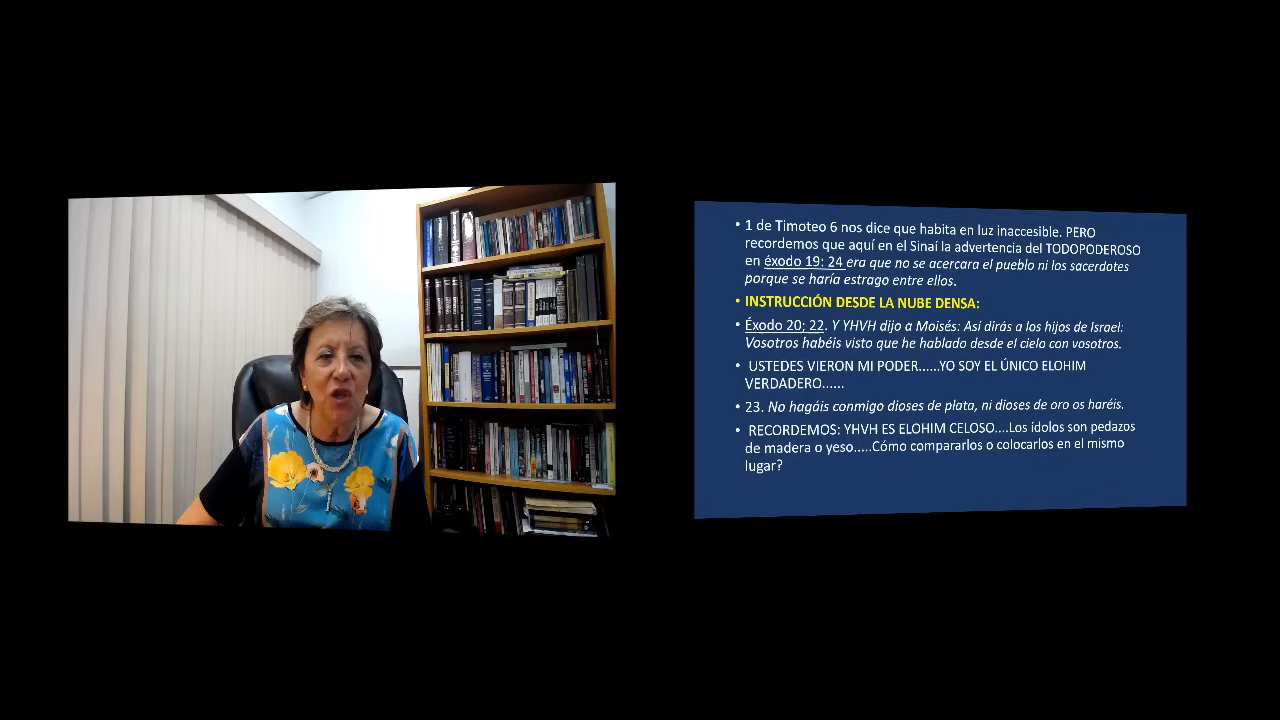 • 1 de Timoteo 6 nos dice que habita en luz inaccesible. PERO
recordemos que aquí en el Sinaí la advertencia del TODOPODEROSO
en éxodo 19: 24 era que no se acercara el pueblo ni los sacerdotes
porque se haría estrago entre ellos.
• INSTRUCCIÓN DESDE LA NUBE DENSA:
• Éxodo 20; 22. Y YHVH dijo a Moisés: Así dirás a los hijos de Israel:
Vosotros habéis visto que he hablado desde el cielo con vosotros.
• USTEDES VIERON MI PODER......YO SOY EL ÚNICO ELOHIM
VERDADERO......
• 23. No hagáis conmigo dioses de plata, ni dioses de oro os haréis.
• RECORDEMOS: YHVH ES ELOHIM CELOSO....Los ídolos son pedazos
de madera o yeso.....Cómo compararlos o colocarlos en el mismo
lugar?